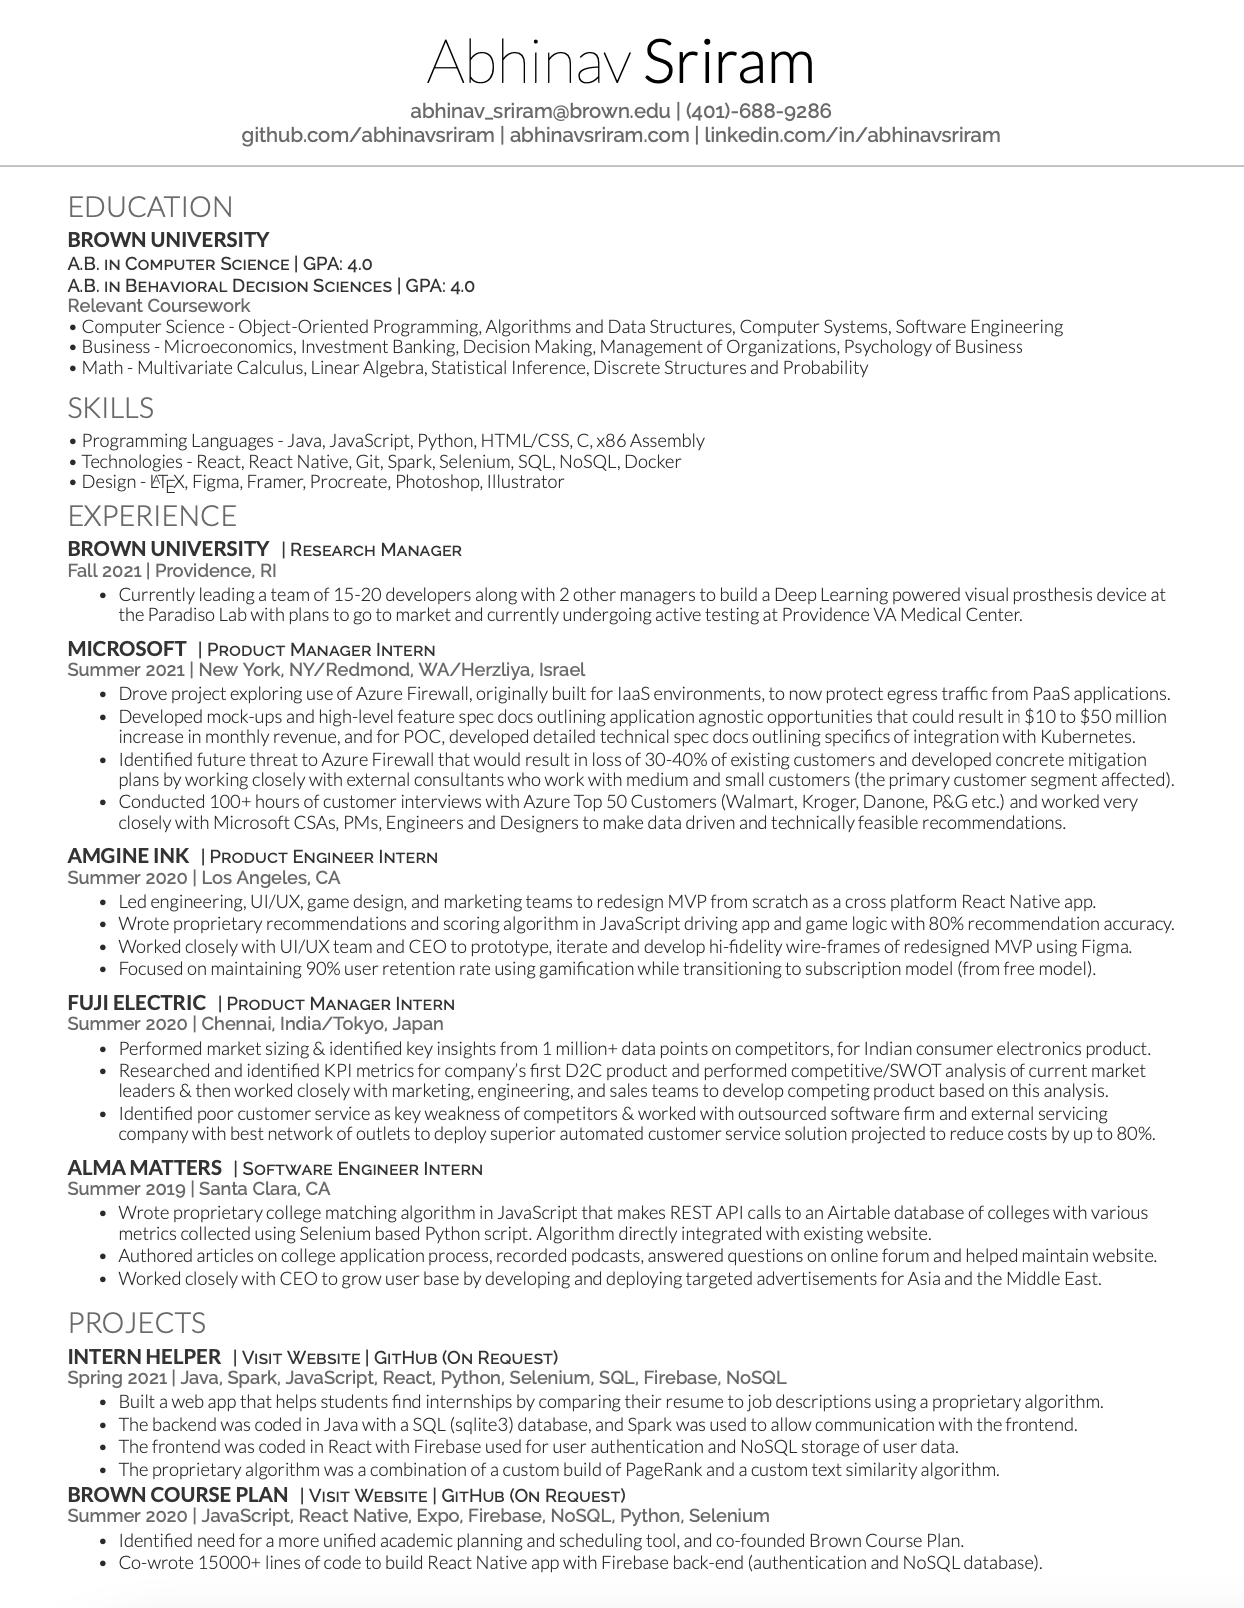 Abhinav Sriram
abhinav_sriram@brown.edu | (401)-688-9286
github.com/abhinavsriram | abhinavsriram.com | linkedin.com/in/abhinavsriram
EDUCATION
BROWN UNIVERSITY
A.B. in Computer Science | GPA: 4.0
A.B. in Behavioral Decision Sciences | GPA: 4.0
Relevant Coursework
• Computer Science - Object-Oriented Programming, Algorithms and Data Structures, Computer Systems, Software Engineering
• Business - Microeconomics, Investment Banking, Decision Making, Management of Organizations, Psychology of Business
• Math - Multivariate Calculus, Linear Algebra, Statistical Inference, Discrete Structures and Probability
SKILLS
• Programming Languages - Java, JavaScript, Python, HTML/CSS, C, x86 Assembly
• Technologies - React, React Native, Git, Spark, Selenium, SQL, NoSQL, Docker
• Design - LATEX, Figma, Framer, Procreate, Photoshop, Illustrator
EXPERIENCE
BROWN UNIVERSITY | Research Manager
Fall 2021 | Providence, RI
• Currently leading a team of 15-20 developers along with 2 other managers to build a Deep Learning powered visual prosthesis device at
the Paradiso Lab with plans to go to market and currently undergoing active testing at Providence VA Medical Center.
MICROSOFT | Product Manager Intern
Summer 2021 | New York, NY/Redmond, WA/Herzliya, Israel
• Drove project exploring use of Azure Firewall, originally built for IaaS environments, to now protect egress traffic from PaaS applications.
• Developed mock-ups and high-level feature spec docs outlining application agnostic opportunities that could result in $10 to $50 million
increase in monthly revenue, and for POC, developed detailed technical spec docs outlining specifics of integration with Kubernetes.
• Identified future threat to Azure Firewall that would result in loss of 30-40% of existing customers and developed concrete mitigation
plans by working closely with external consultants who work with medium and small customers (the primary customer segment affected).
• Conducted 100+ hours of customer interviews with Azure Top 50 Customers (Walmart, Kroger, Danone, P&G etc.) and worked very
closely with Microsoft CSAs, PMs, Engineers and Designers to make data driven and technically feasible recommendations.
AMGINE INK | Product Engineer Intern
Summer 2020 | Los Angeles, CA
• Led engineering, UI/UX, game design, and marketing teams to redesign MVP from scratch as a cross platform React Native app.
• Wrote proprietary recommendations and scoring algorithm in JavaScript driving app and game logic with 80% recommendation accuracy.
• Worked closely with UI/UX team and CEO to prototype, iterate and develop hi-fidelity wire-frames of redesigned MVP using Figma.
• Focused on maintaining 90% user retention rate using gamification while transitioning to subscription model (from free model).
FUJI ELECTRIC | Product Manager Intern
Summer 2020 | Chennai, India/Tokyo, Japan
• Performed market sizing & identified key insights from 1 million+ data points on competitors, for Indian consumer electronics product.
• Researched and identified KPI metrics for company's first D2C product and performed competitive/SWOT analysis of current market
leaders & then worked closely with marketing, engineering, and sales teams to develop competing product based on this analysis.
• Identified poor customer service as key weakness of competitors & worked with outsourced software firm and external servicing
company with best network of outlets to deploy superior automated customer service solution projected to reduce costs by up to 80%.
ALMA MATTERS | Software Engineer Intern
Summer 2019 | Santa Clara, CA
• Wrote proprietary college matching algorithm in JavaScript that makes REST API calls to an Airtable database of colleges with various
metrics collected using Selenium based Python script. Algorithm directly integrated with existing website.
• Authored articles on college application process, recorded podcasts, answered questions on online forum and helped maintain website.
• Worked closely with CEO to grow user base by developing and deploying targeted advertisements for Asia and the Middle East.
PROJECTS
INTERN HELPER | Visit Website | GitHub (On Request)
Spring 2021 | Java, Spark, JavaScript, React, Python, Selenium, SQL, Firebase, NoSQL
• Built a web app that helps students find internships by comparing their resume to job descriptions using a proprietary algorithm.
• The backend was coded in Java with a SQL (sqlite3) database, and Spark was used to allow communication with the frontend.
• The frontend was coded in React with Firebase used for user authentication and NoSQL storage of user data.
• The proprietary algorithm was a combination of a custom build of PageRank and a custom text similarity algorithm.
BROWN COURSE PLAN | Visit Website | GitHub (On Request)
Summer 2020 | JavaScript, React Native, Expo, Firebase, NoSQL, Python, Selenium
• Identified need for a more unified academic planning and scheduling tool, and co-founded Brown Course Plan.
• Co-wrote 15000+ lines of code to build React Native app with Firebase back-end (authentication and NoSQL database).